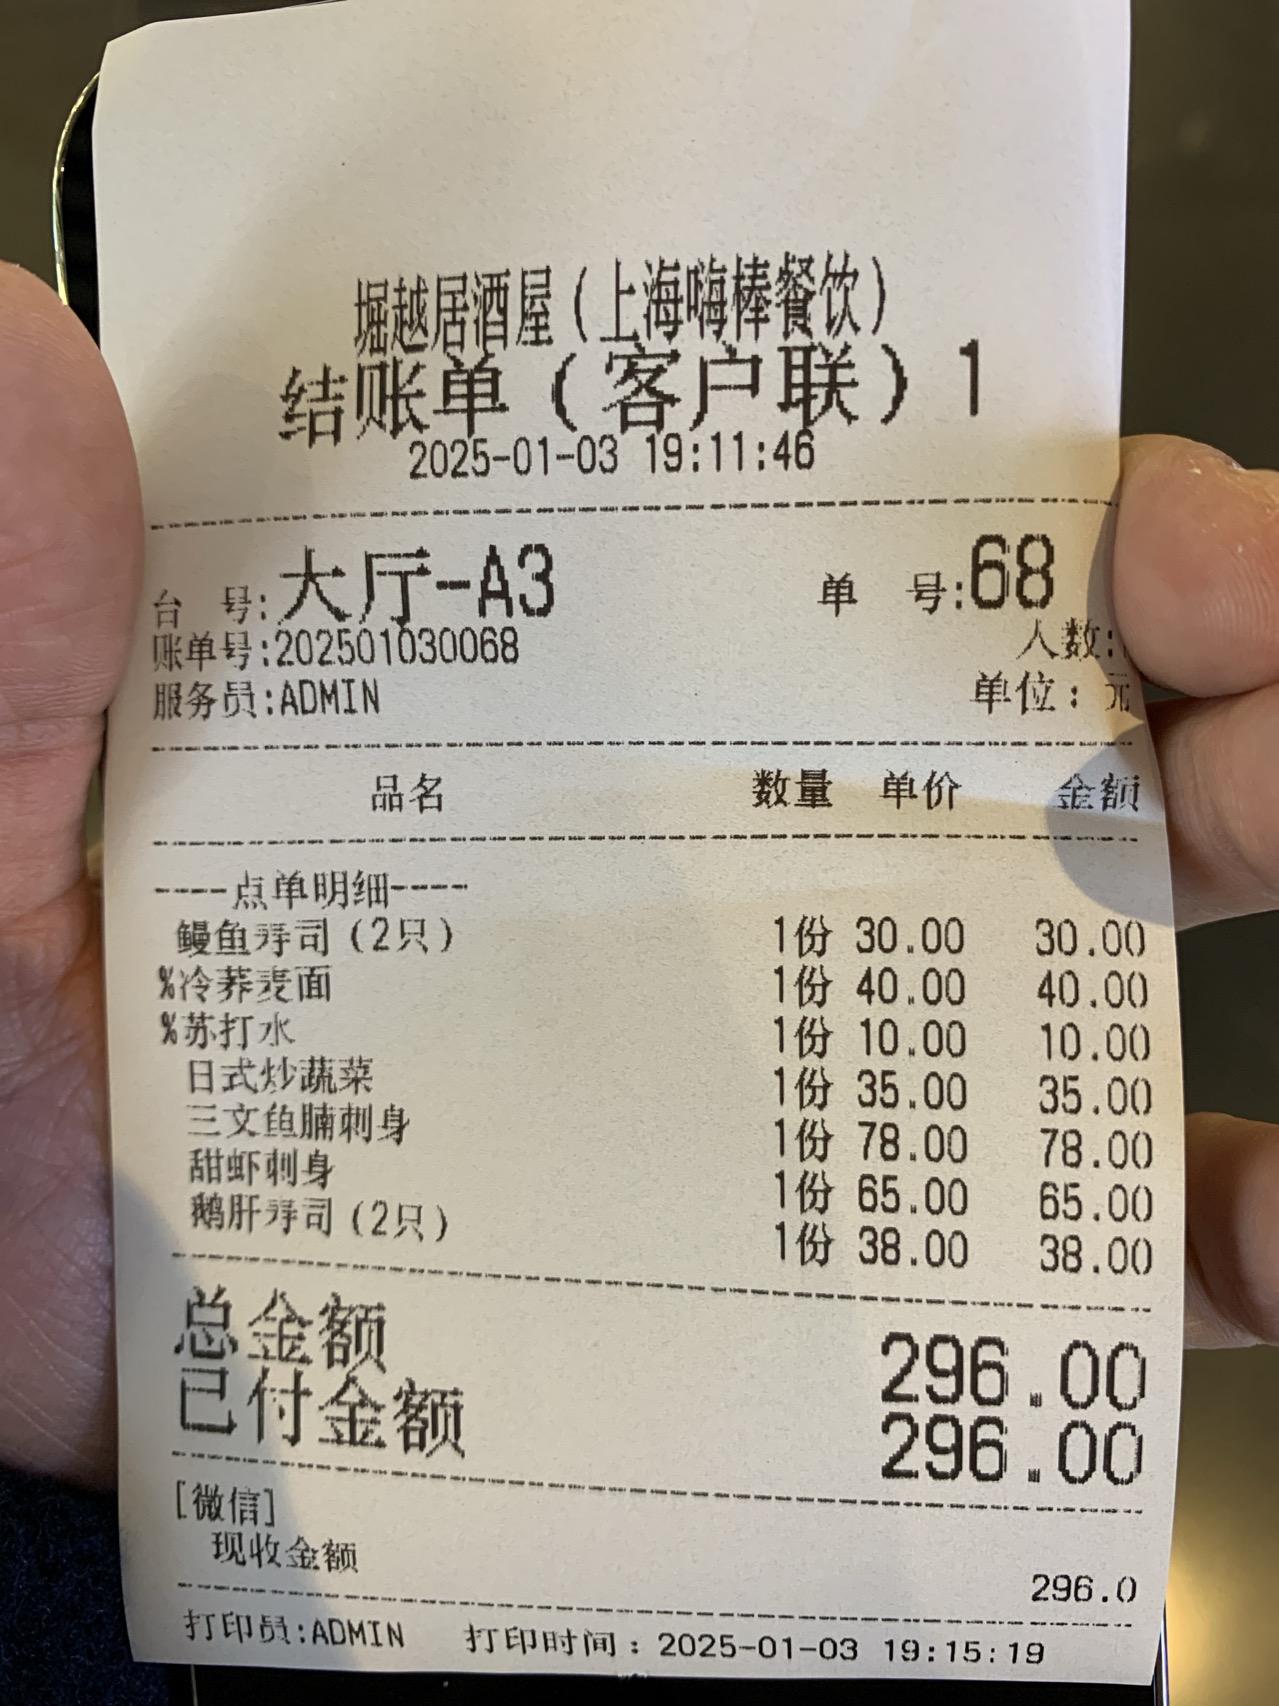 堀越居酒屋(上海嗨棒餐饮)
结账单(客户联)1
2025-01-03 19:11:46
台 号:大厅-A3 单 号:68
账单号:202501030068 人数:
服务员:ADMIN 单位:元
品名 数量 单价 金额
----点单明细----
鳗鱼寿司(2只) 1份 30.00 30.00
%冷荞麦面 1份 40.00 40.00
%苏打水 1份 10.00 10.00
日式炒蔬菜 1份 35.00 35.00
三文鱼腩刺身 1份 78.00 78.00
甜虾刺身 1份 65.00 65.00
鹅肝寿司(2只) 1份 38.00 38.00
总金额 296.00
已付金额 296.00
[微信]
现收金额 296.0
打印员:ADMIN 打印时间:2025-01-03 19:15:19